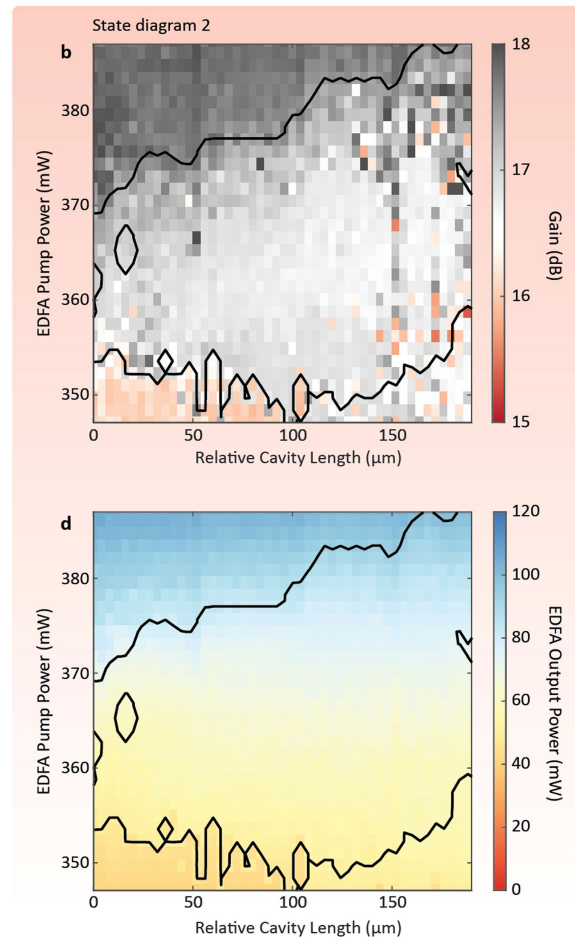 State diagram 2
b
380
370
360
350
EDFA Pump Power (mW)
0 50 100 150
Relative Cavity Length (µm)
18
17
16
15
Gain (dB)
d
380
370
360
350
EDFA Pump Power (mW)
0 50 100 150
Relative Cavity Length (µm)
120
100
80
60
40
20
0
EDFA Output Power (mW)